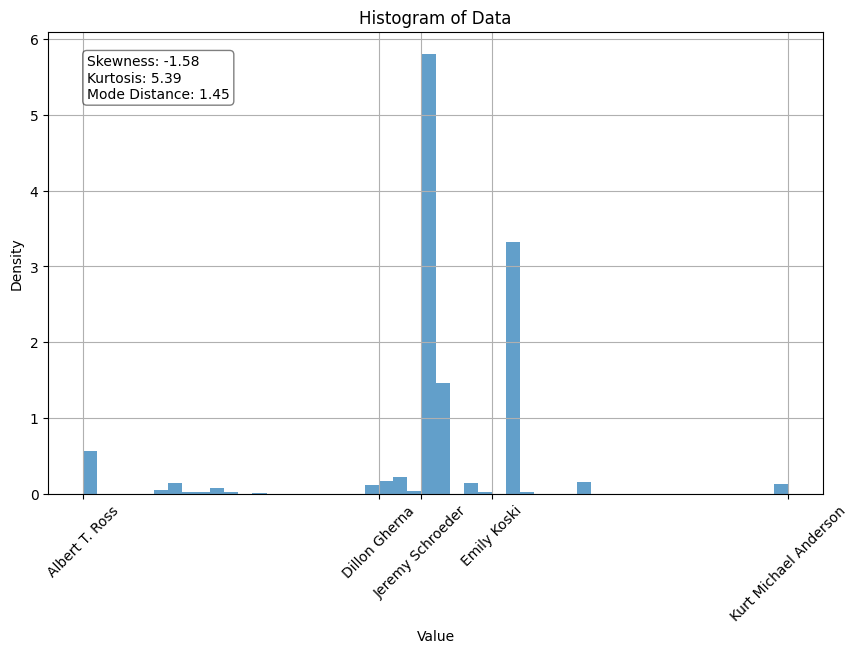 Histogram of Data
Skewness: -1.58
Kurtosis: 5.39
Mode Distance: 1.45
6
5
4
3
2
1
0
Density
Albert T. Ross
Dillon Gherna
Jeremy Schroeder
Emily Koski
Kurt Michael Anderson
Value